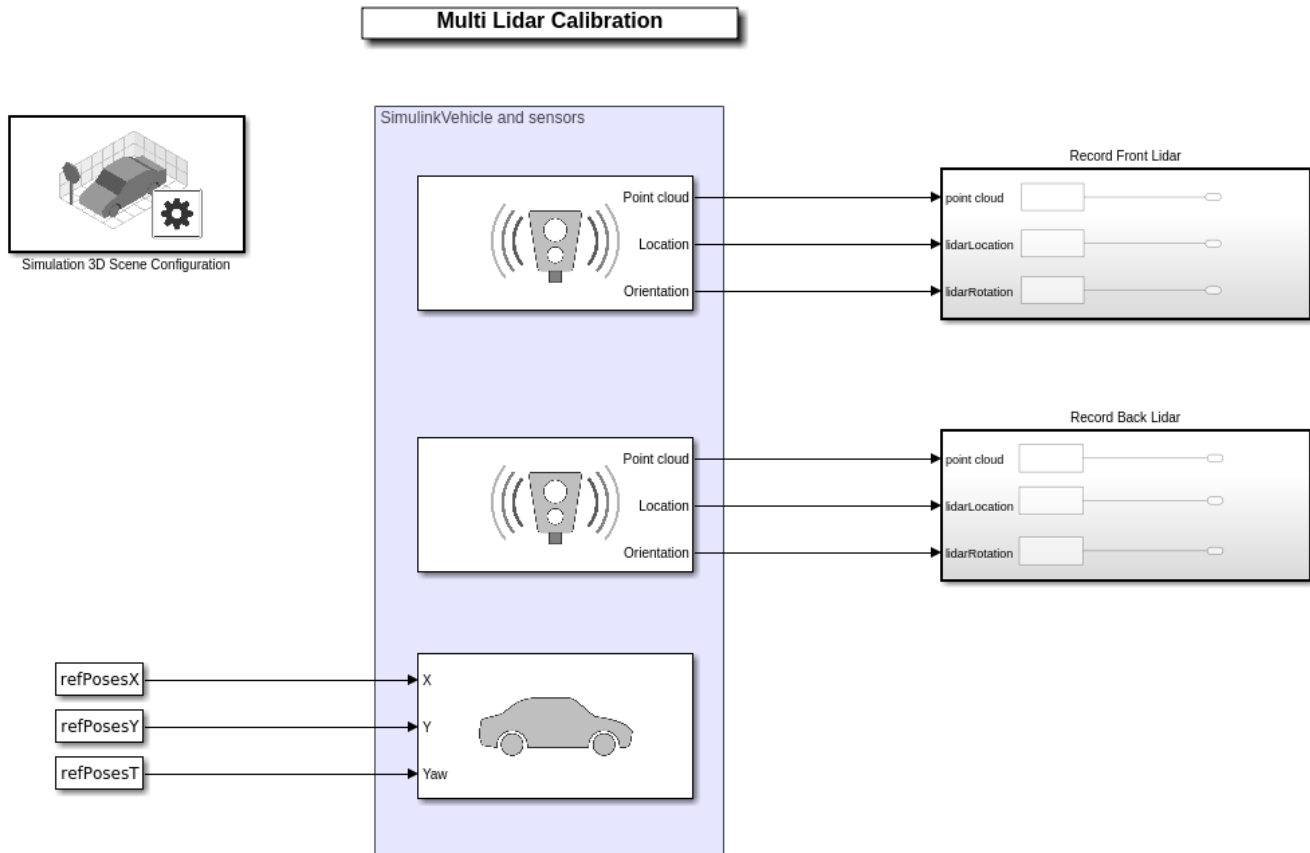 Multi Lidar Calibration
SimulinkVehicle and sensors
Simulation 3D Scene Configuration
Point cloud
Location
Orientation
Record Front Lidar
point cloud
lidarLocation
lidarRotation
Point cloud
Location
Orientation
Record Back Lidar
point cloud
lidarLocation
lidarRotation
refPosesX
refPosesY
refPosesT
X
Y
Yaw